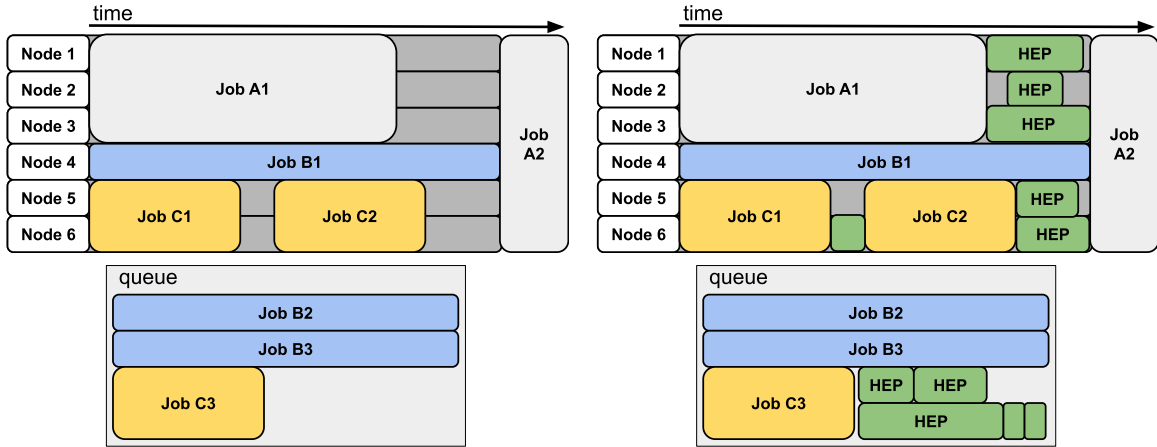 time
Node 1
Node 2
Node 3
Node 4
Node 5
Node 6
Job A1
Job B1
Job C1
Job C2
Job
A2
queue
Job B2
Job B3
Job C3
time
Node 1
Node 2
Node 3
Node 4
Node 5
Node 6
Job A1
HEP
HEP
HEP
Job B1
Job C1
Job C2
HEP
HEP
Job
A2
queue
Job B2
Job B3
Job C3
HEP
HEP
HEP